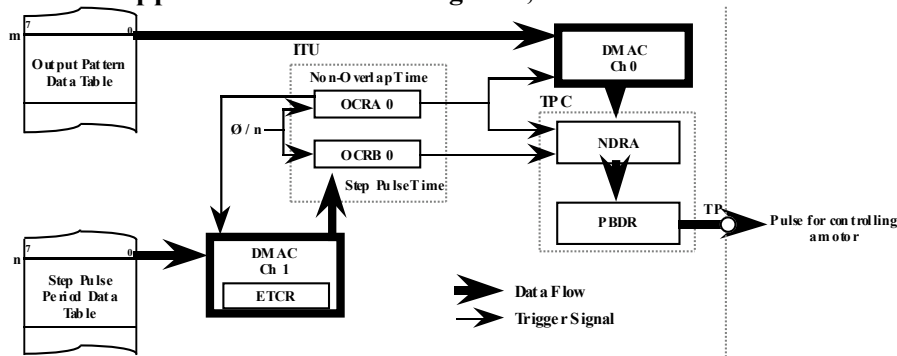 7
0
m
Output Pattern
Data Table
ITU
DMAC
Ch 0
Non-Overlap Time
OCRA 0
Ø / n
OCRB 0
Step Pulse Time
TPC
NDRA
PBDR
TP
Pulse for controlling
a motor
7
0
n
Step Pulse
Period Data
Table
DMAC
Ch 1
ETCR
Data Flow
Trigger Signal